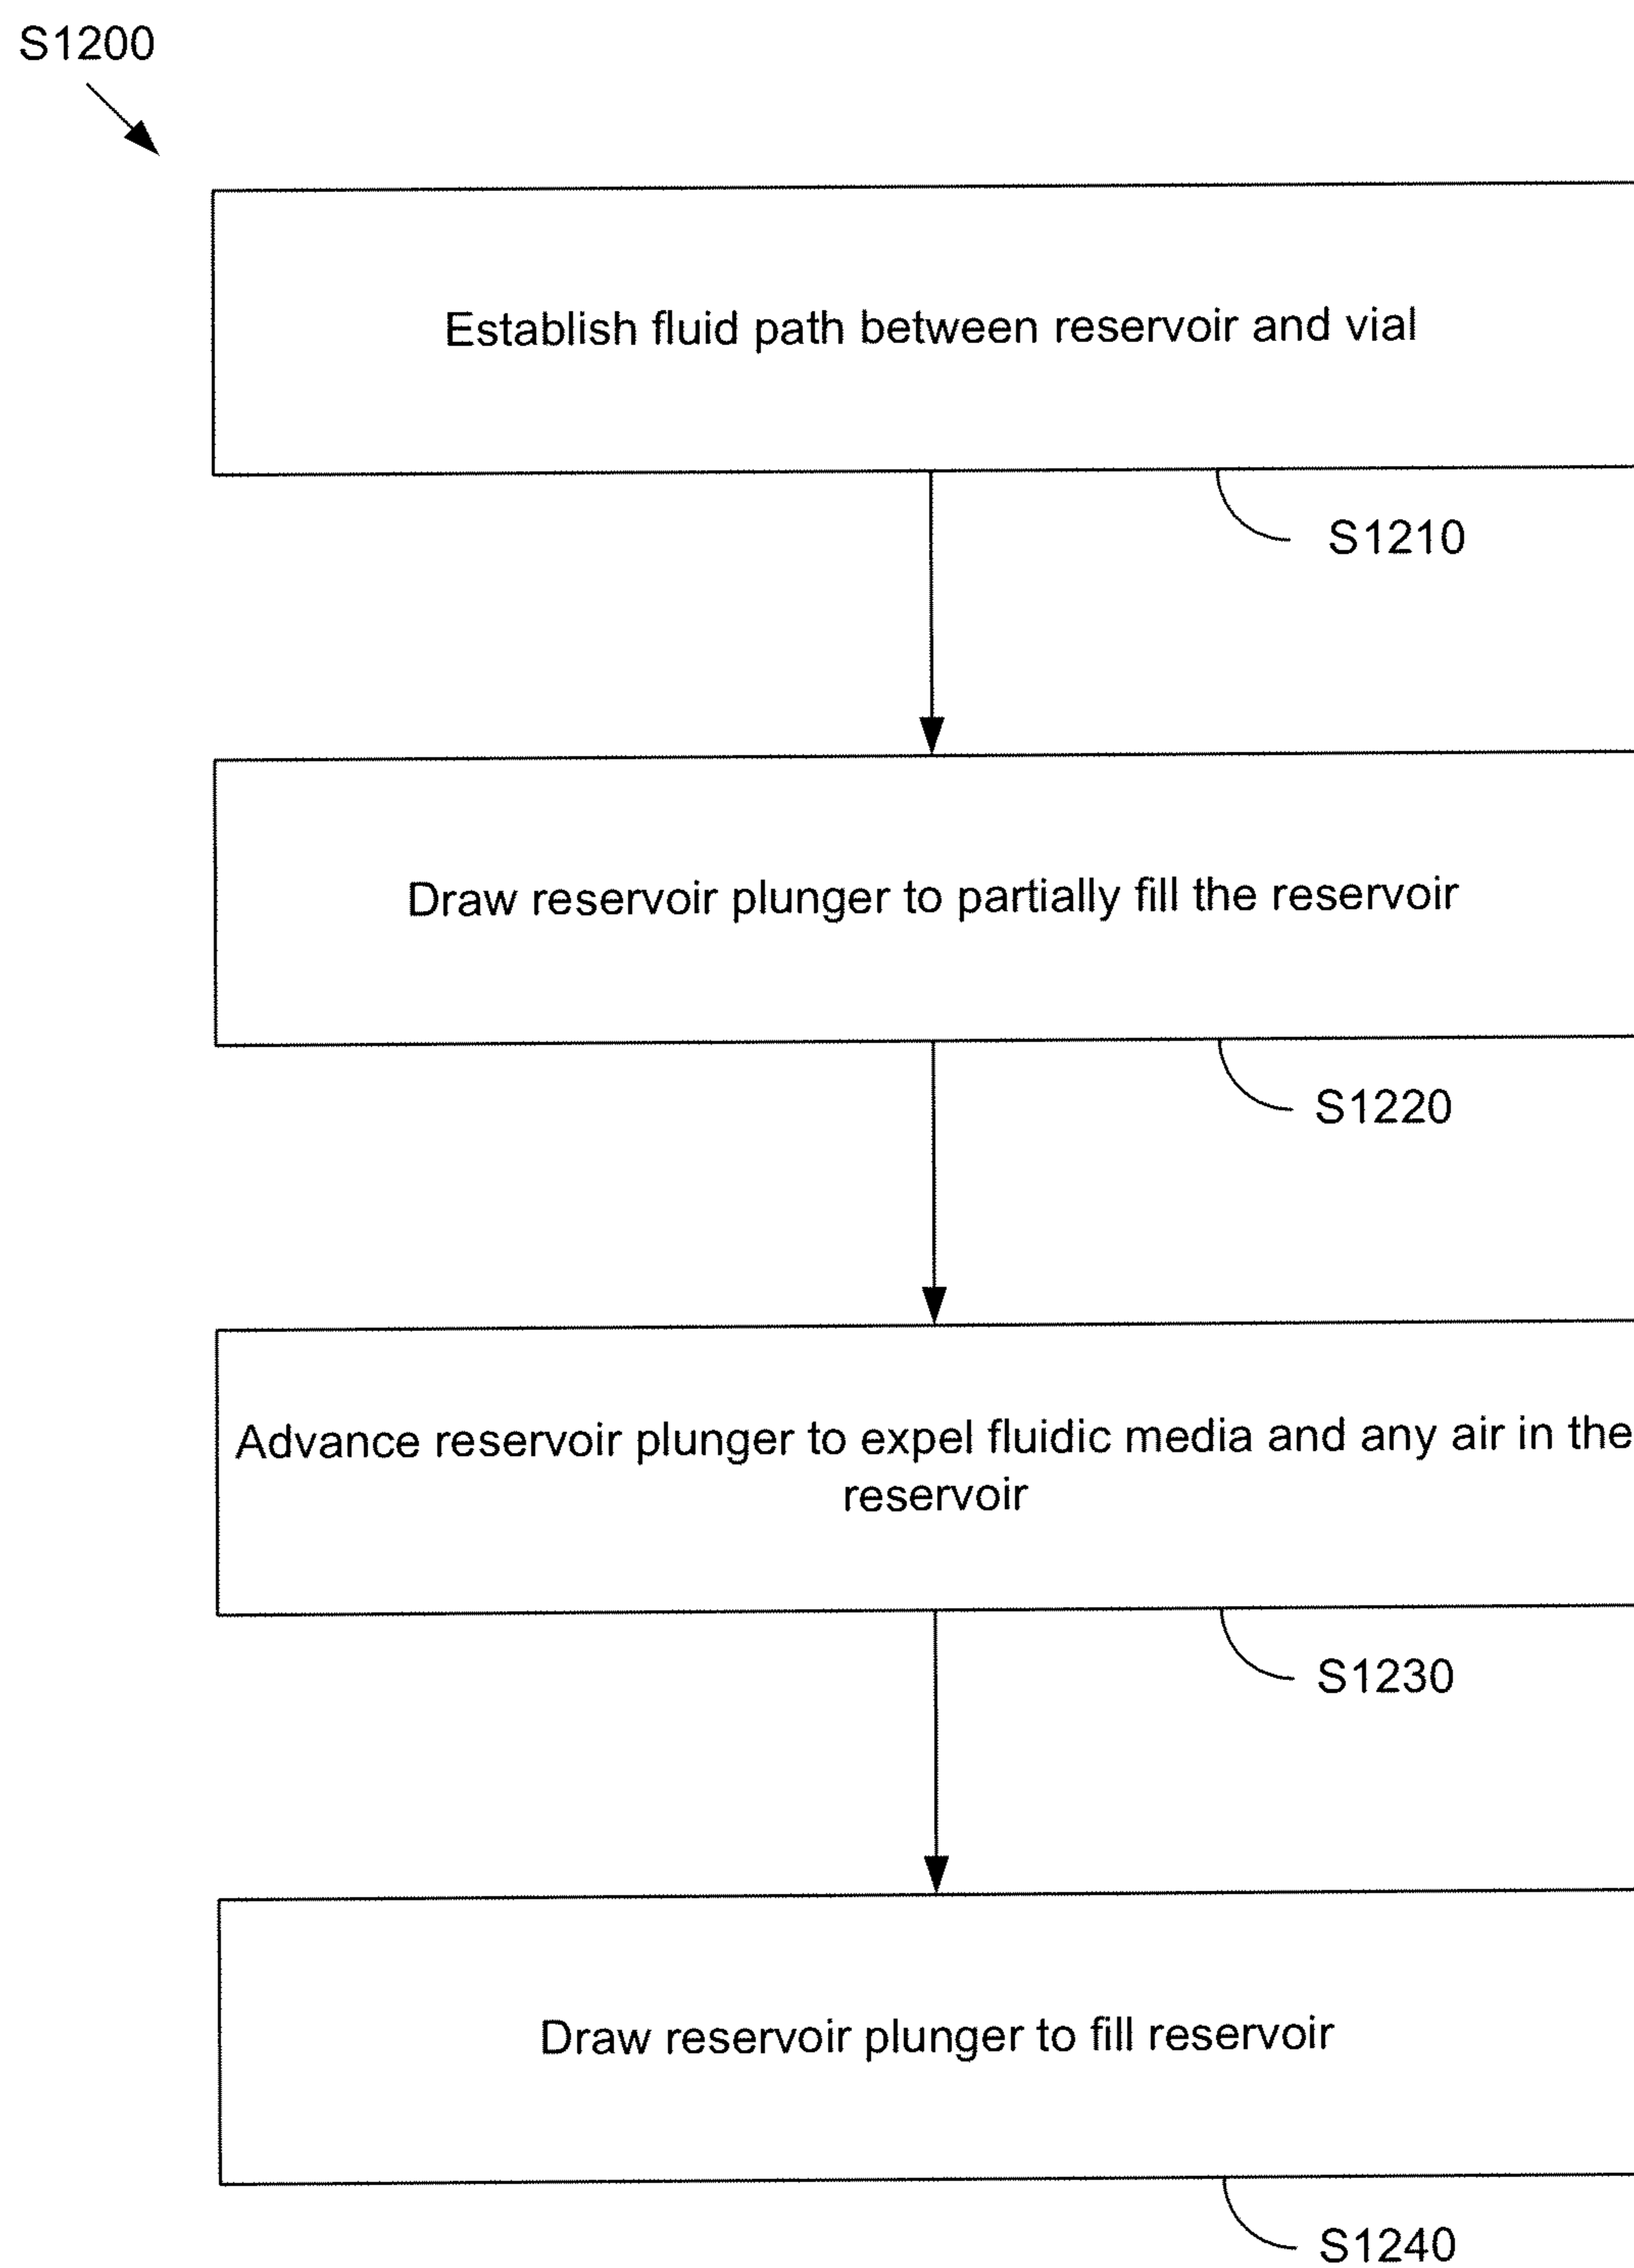 S1200
Establish fluid path between reservoir and vial
S1210
Draw reservoir plunger to partially fill the reservoir
S1220
Advance reservoir plunger to expel fluidic media and any air in the
reservoir
S1230
Draw reservoir plunger to fill reservoir
S1240